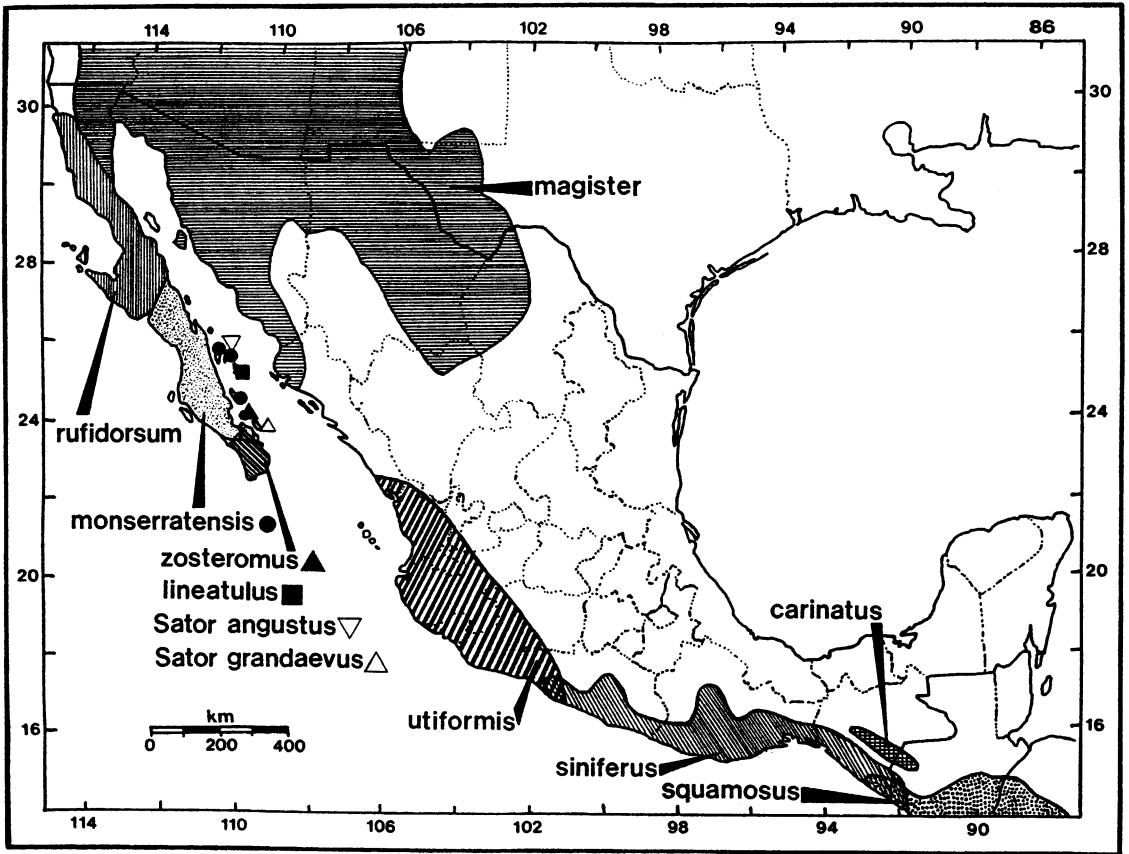 114 110 106 102 98 94 90 86
30 30
magister
28 28
24 24
rufidorsum
monserratensis
zosteromus
20 20
lineatulus
carinatus
Sator angustus
Sator grandaevus
utiformis
km
16 16
0 200 400
siniferus
squamosus
114 110 106 102 98 94 90